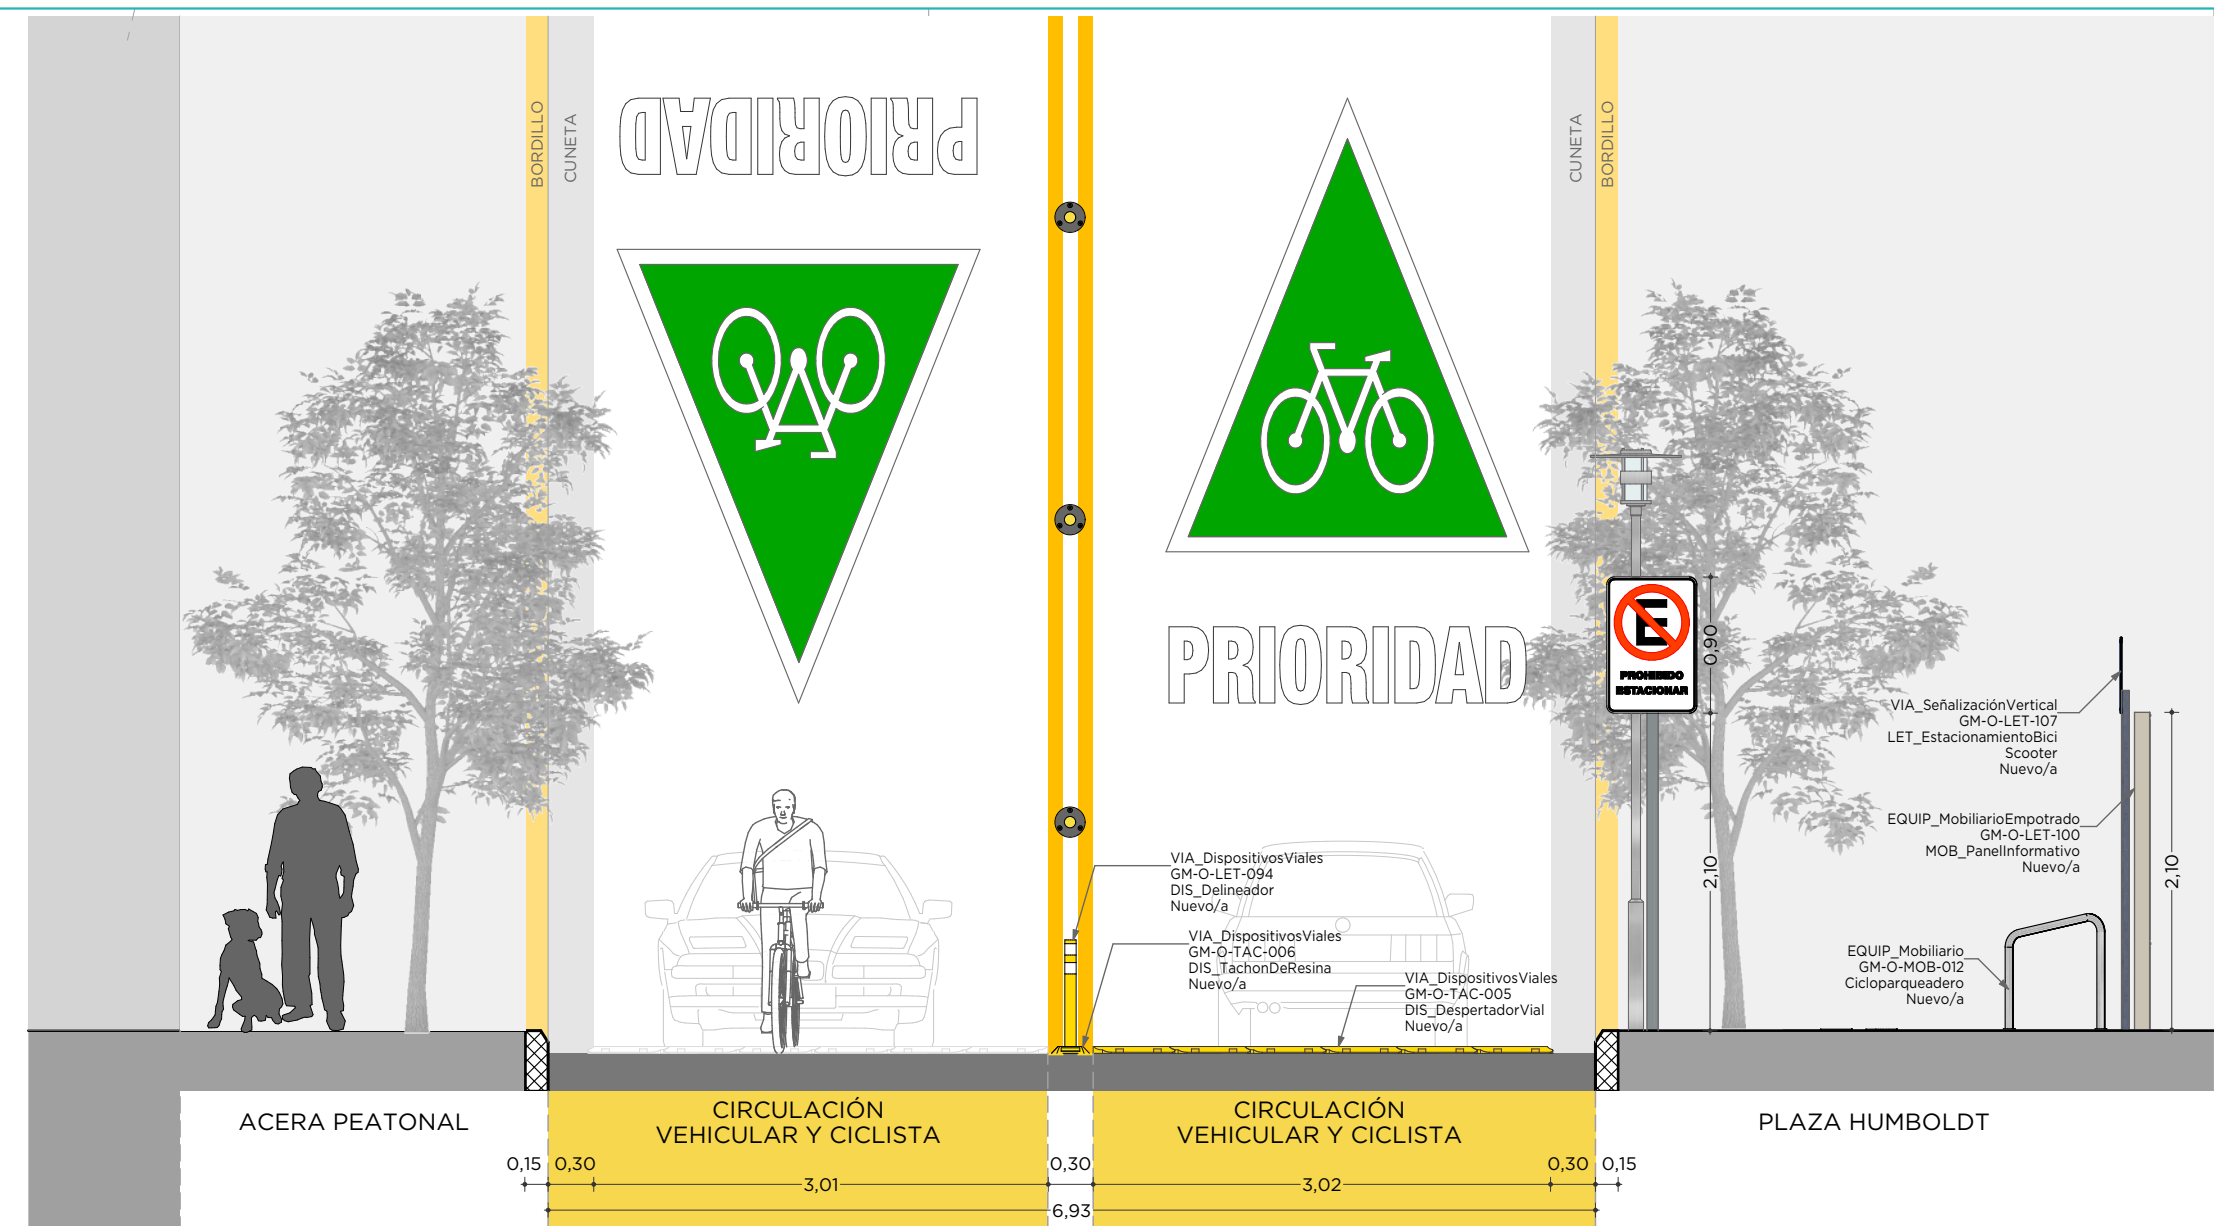 BORDILLO
CUNETA
PRIORIDAD
CUNETA
BORDILLO
PRIORIDAD
E
PROHIBIDO
ESTACIONAR
0,90
2,10
VIA_SeñalizaciónVertical
GM-O-LET-107
LET_EstacionamientoBici
Scooter
Nuevo/a
EQUIP_MobiliarioEmpotrado
GM-O-LET-100
MOB_PanelInformativo
Nuevo/a
2,10
EQUIP_Mobiliario
GM-O-MOB-012
Cicloparqueadero
Nuevo/a
VIA_DispositivosViales
GM-O-LET-094
DIS_Delineador
Nuevo/a
VIA_DispositivosViales
GM-O-TAC-006
DIS_TachonDeResina
Nuevo/a
VIA_DispositivosViales
GM-O-TAC-005
DIS_DespertadorVial
Nuevo/a
ACERA PEATONAL
CIRCULACIÓN
VEHICULAR Y CICLISTA
CIRCULACIÓN
VEHICULAR Y CICLISTA
PLAZA HUMBOLDT
0,15 0,30 0,30 0,30 0,15
3,01 3,02
6,93